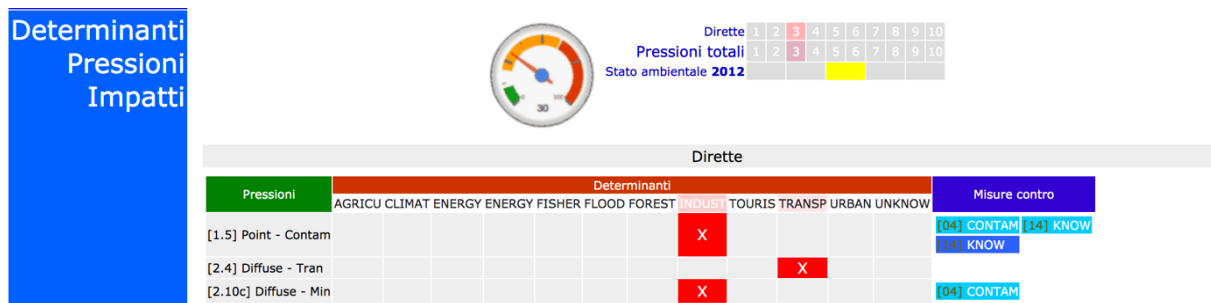 Determinanti
Pressioni
Impatti
Dirette 1 2 3 4 5 6 7 8 9 10
Pressioni totali 1 2 3 4 5 6 7 8 9 10
Stato ambientale 2012
0 100
30
Dirette
Pressioni Determinanti Misure contro
AGRICU CLIMAT ENERGY ENERGY FISHER FLOOD FOREST INDUST TOURIS TRANSP URBAN UNKNOW
[1.5] Point - Contam X [04] CONTAM [14] KNOW
[14] KNOW
[2.4] Diffuse - Tran X
[2.10c] Diffuse - Min X [04] CONTAM